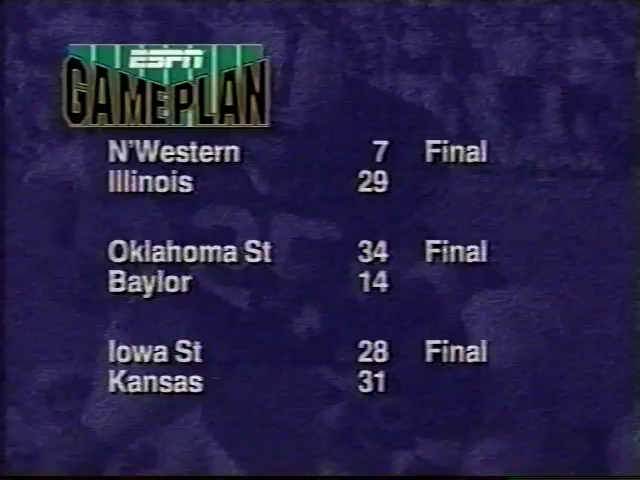 ESPN
GAMEPLAN
N'Western 7 Final
Illinois 29
Oklahoma St 34 Final
Baylor 14
Iowa St 28 Final
Kansas 31